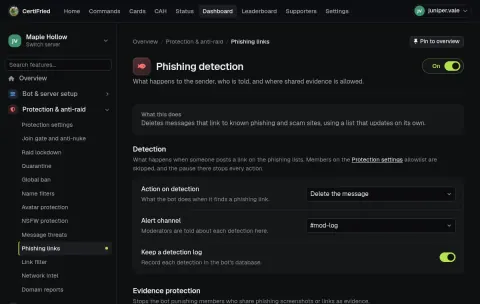 CertiFried
Home
Commands
Cards
CAH
Status
Dashboard
Leaderboard
Supporters
Settings
JV
juniper.vale
JV
Maple Hollow
Switch server
Search features...
Overview
Bot & server setup
Protection & anti-raid
Protection settings
Join gate and anti-nuke
Raid lockdown
Quarantine
Global ban
Name filters
Avatar protection
NSFW protection
Message threats
Phishing links
Link filter
Network intel
Domain reports
Overview / Protection & anti-raid / Phishing links
Pin to overview
Phishing detection
On
What happens to the sender, who is told, and where shared evidence is allowed.
What this does
Deletes messages that link to known phishing and scam sites, using a list that updates on its own.
Detection
What happens when someone posts a link on the phishing lists. Members on the Protection settings allowlist are
skipped, and the pause there stops every action.
Action on detection
What the bot does when it finds a phishing link.
Delete the message
Alert channel
Moderators are told about each detection here.
#mod-log
Keep a detection log
Record each detection in the bot's database.
Evidence protection
Stops the bot punishing members who share phishing screenshots or links as evidence.